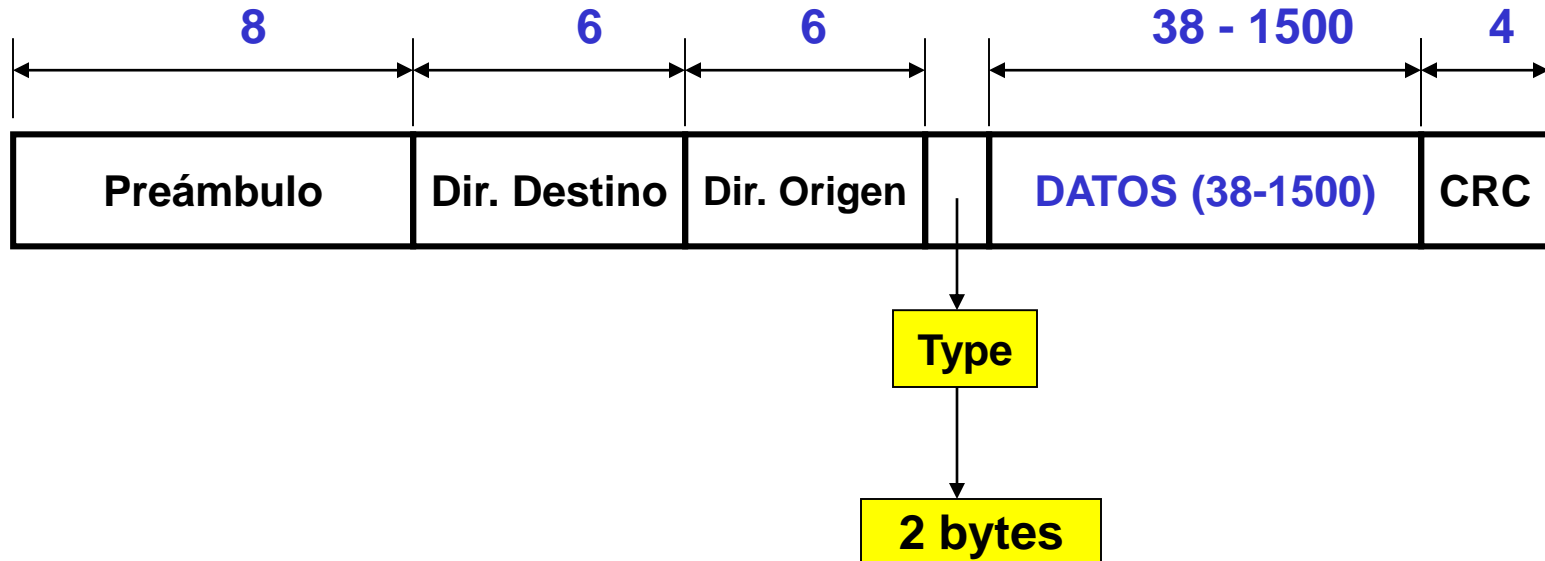 8 6 6 38 - 1500 4
Preámbulo Dir. Destino Dir. Origen DATOS (38-1500) CRC
Type
2 bytes